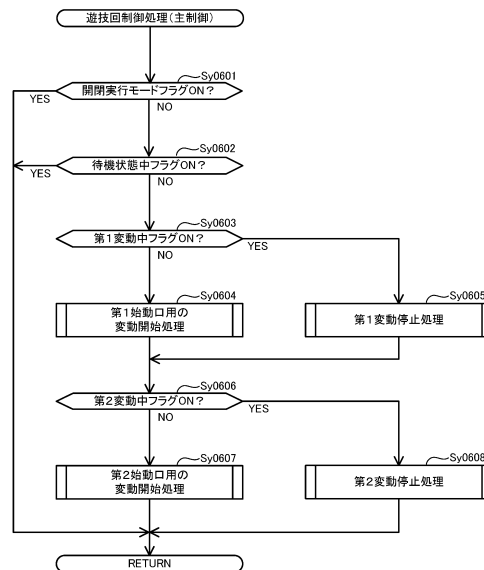 遊技回制御処理(主制御)
Sy0601
開閉実行モードフラグON?
YES
NO
Sy0602
待機状態中フラグON?
YES
NO
Sy0603
第1変動中フラグON?
YES
NO
Sy0604
第1始動口用の
変動開始処理
Sy0605
第1変動停止処理
Sy0606
第2変動中フラグON?
YES
NO
Sy0607
第2始動口用の
変動開始処理
Sy0608
第2変動停止処理
RETURN